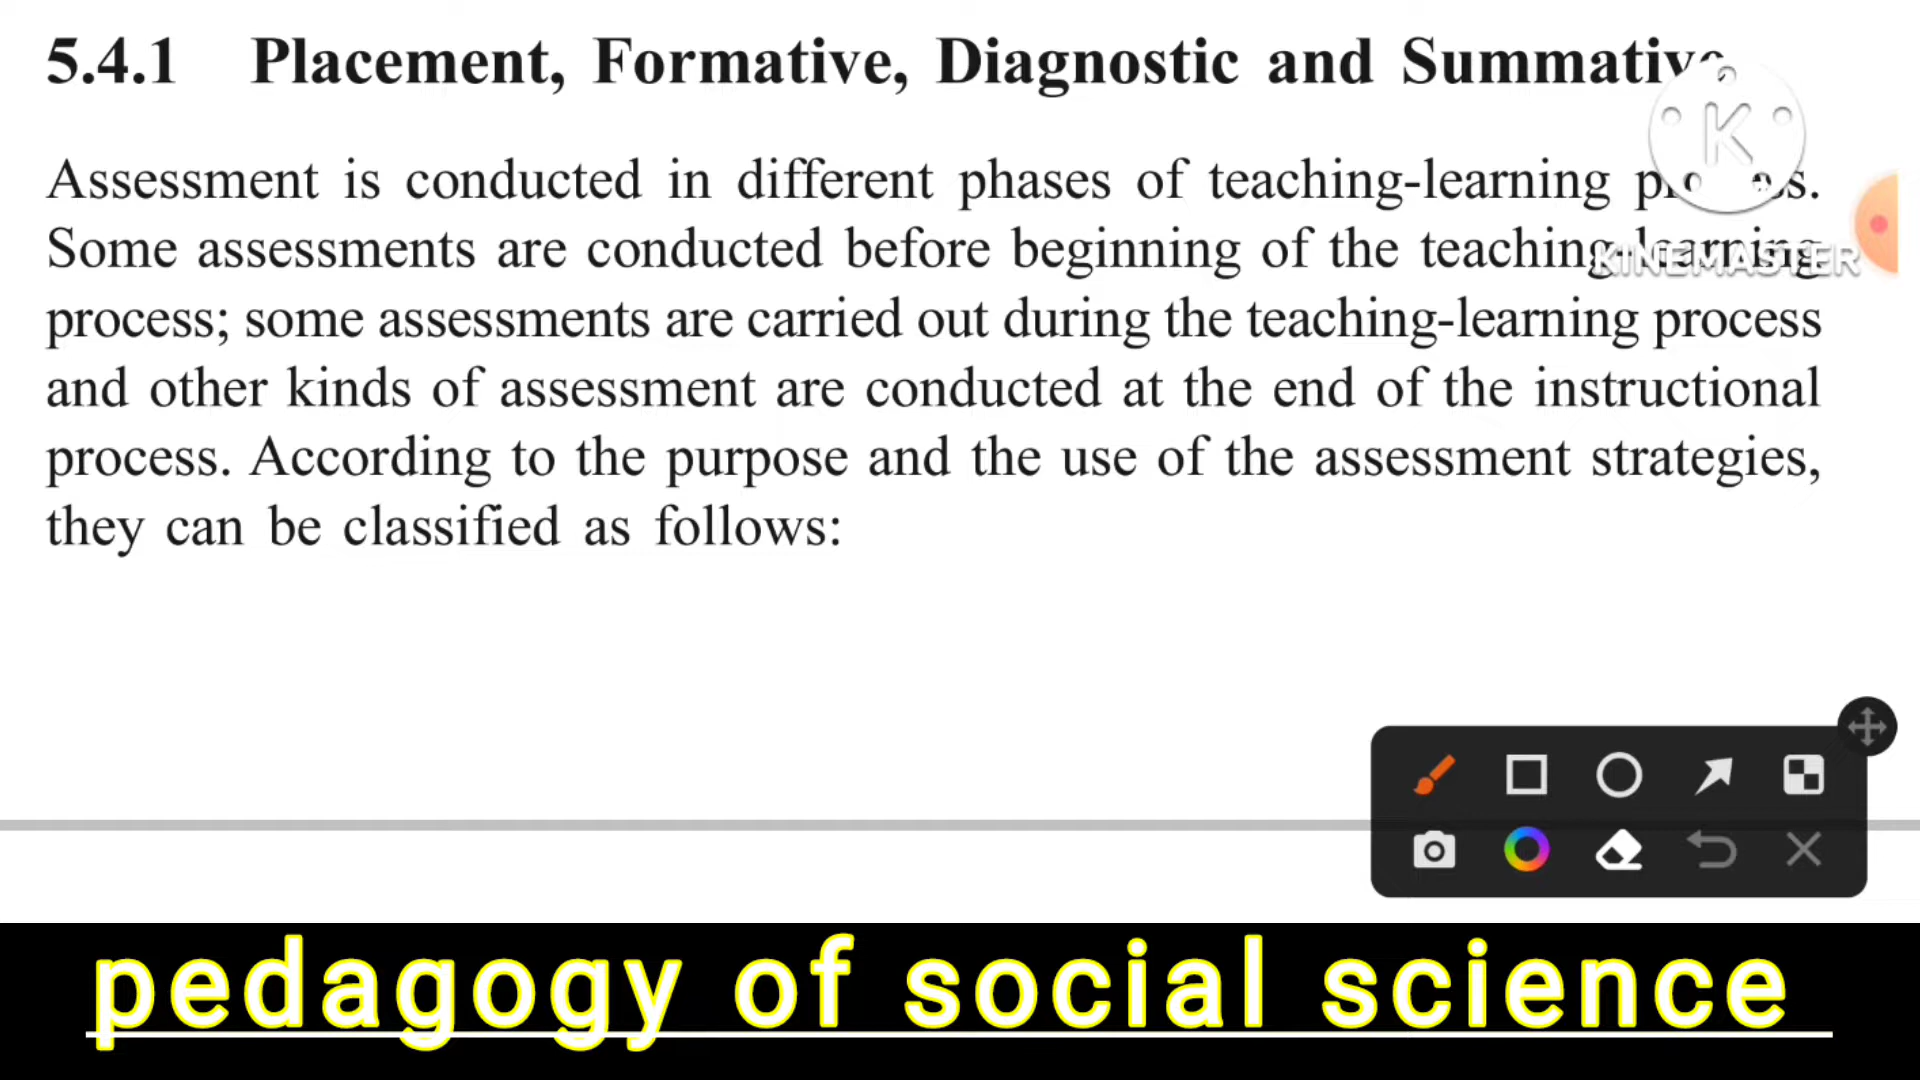 5.4.1 Placement, Formative, Diagnostic and Summative
Assessment is conducted in different phases of teaching-learning process.
Some assessments are conducted before beginning of the teaching-learning
process; some assessments are carried out during the teaching-learning process
and other kinds of assessment are conducted at the end of the instructional
process. According to the purpose and the use of the assessment strategies,
they can be classified as follows:
K
KINEMASTER
pedagogy of social science